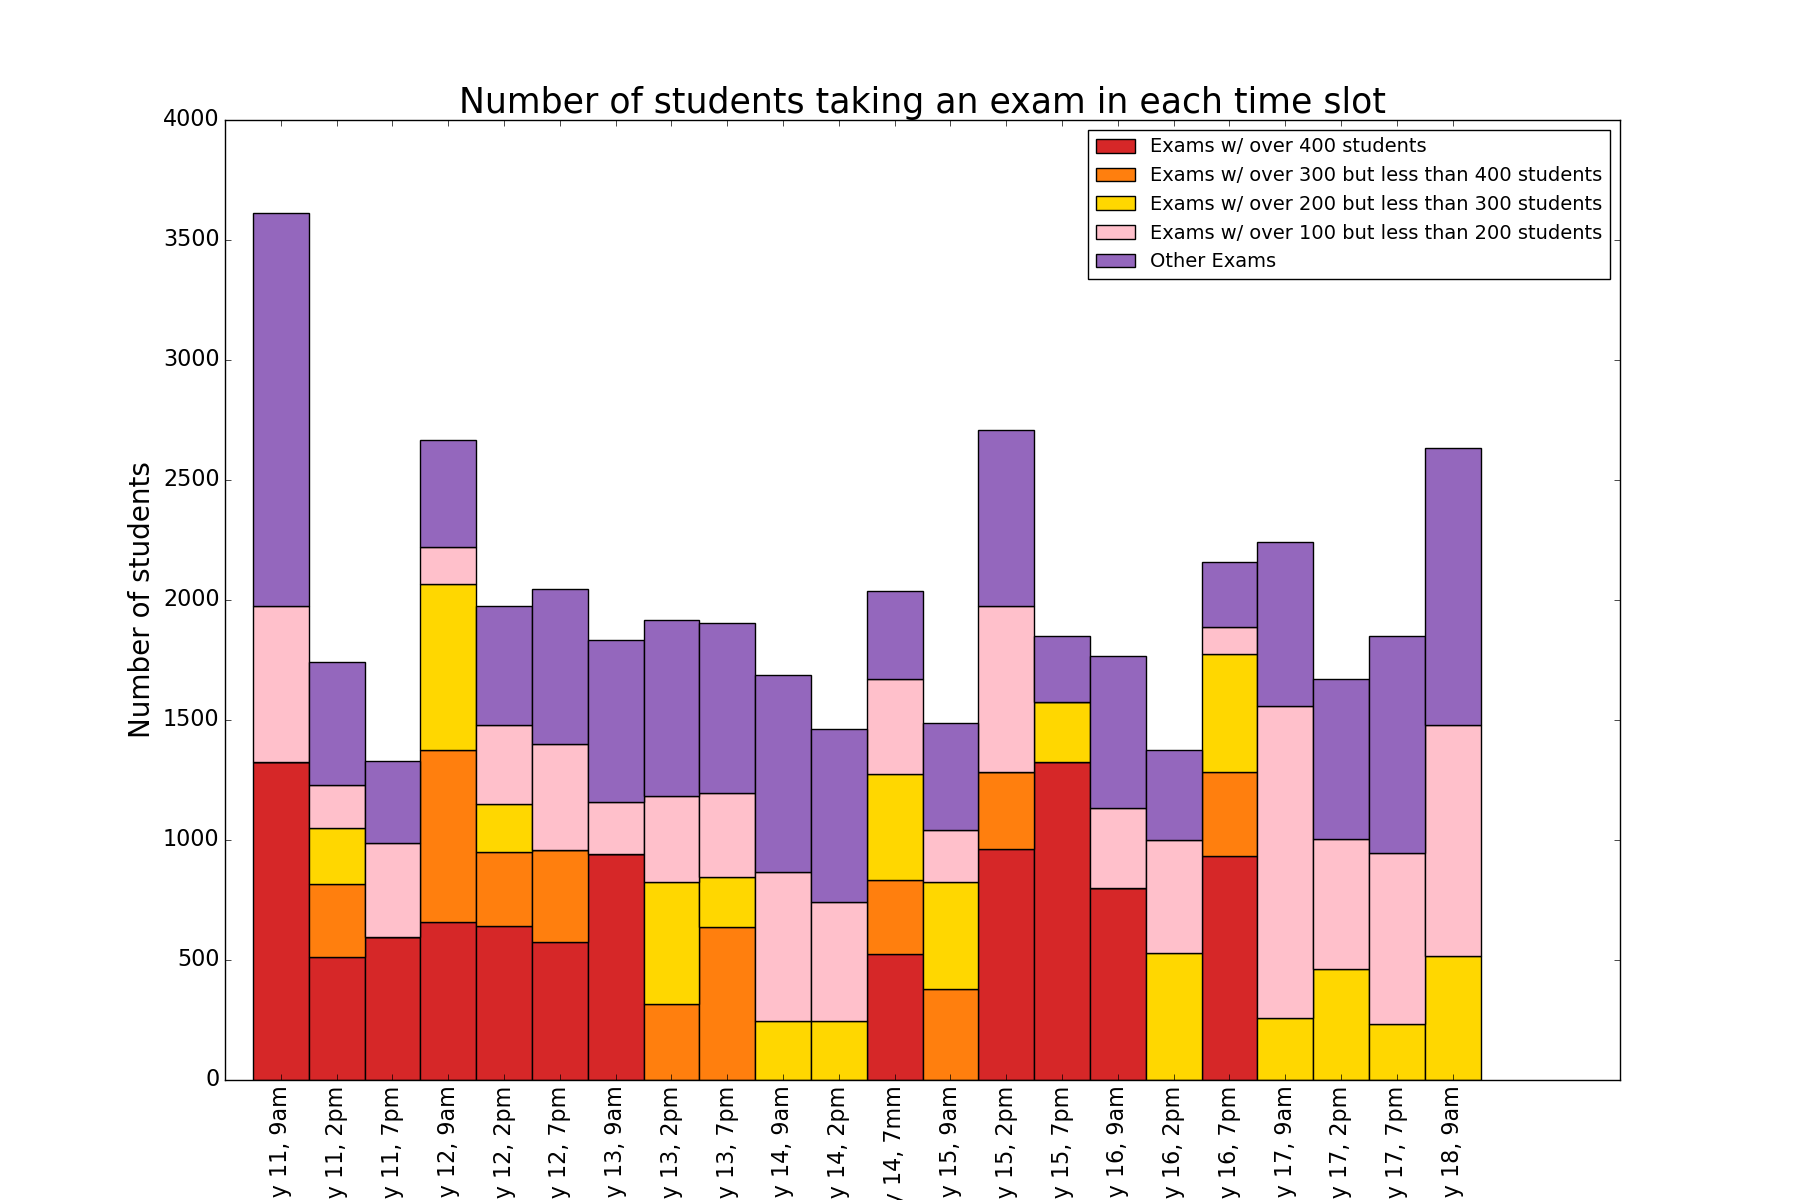 Number of students taking an exam in each time slot
4000
3500
3000
2500
2000
1500
1000
500
0
Number of students
Exams w/ over 400 students
Exams w/ over 300 but less than 400 students
Exams w/ over 200 but less than 300 students
Exams w/ over 100 but less than 200 students
Other Exams
y 11, 9am
y 11, 2pm
y 11, 7pm
y 12, 9am
y 12, 2pm
y 12, 7pm
y 13, 9am
y 13, 2pm
y 13, 7pm
y 14, 9am
y 14, 2pm
y 14, 7mm
y 15, 9am
y 15, 2pm
y 15, 7pm
y 16, 9am
y 16, 2pm
y 16, 7pm
y 17, 9am
y 17, 2pm
y 17, 7pm
y 18, 9am